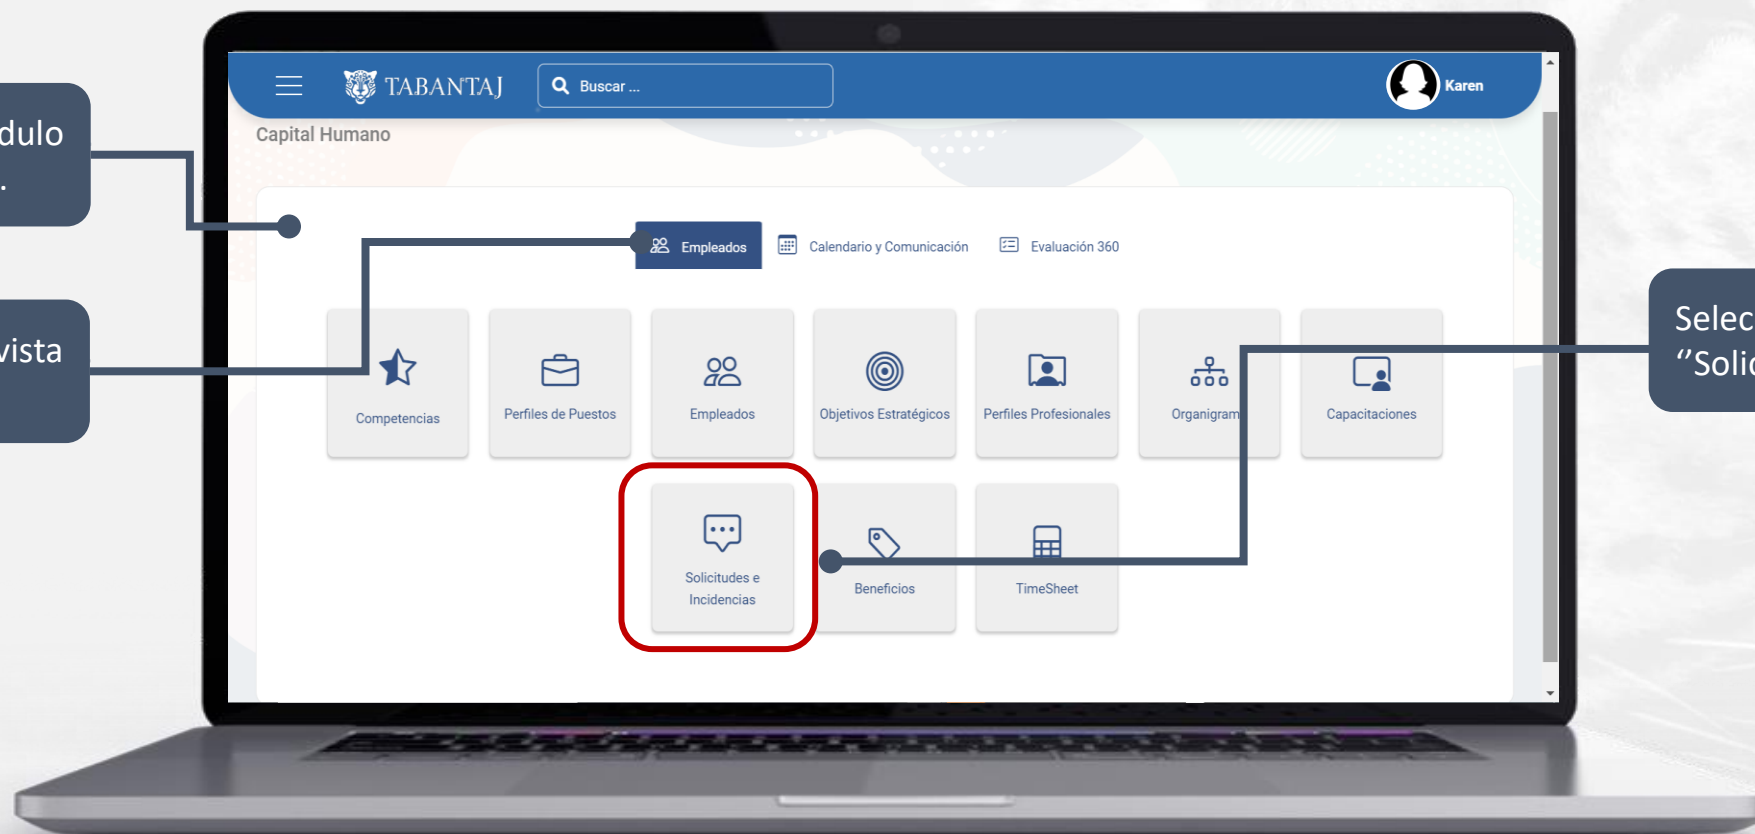 TABANTAJ
Buscar ...
Karen
Capital Humano
dulo
.
vista
Empleados
Calendario y Comunicación
Evaluación 360
Competencias
Perfiles de Puestos
Empleados
Objetivos Estratégicos
Perfiles Profesionales
Organigram
Capacitaciones
Selec
‘’Solic
Solicitudes e
Incidencias
Beneficios
TimeSheet